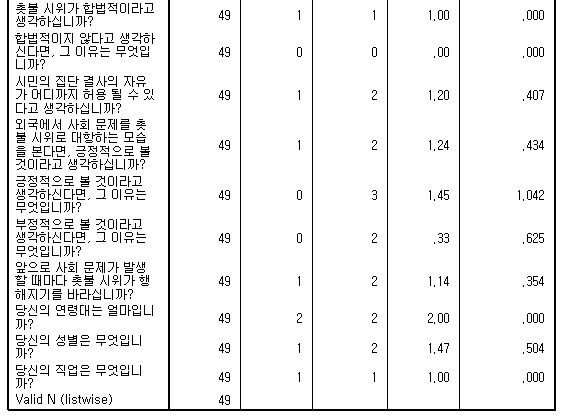 촛불 시위가 합법적이라고
생각하십니까? 49 1 1 1.00 .000
합법적이지 않다고 생각하
신다면, 그 이유는 무엇입
니까? 49 0 0 .00 .000
시민의 집단 결사의 자유
가 어디까지 허용 될 수 있
다고 생각하십니까? 49 1 2 1.20 .407
외국에서 사회 문제를 촛
불 시위로 대항하는 모습
을 본다면, 긍정적으로 볼
것이라고 생각하십니까? 49 1 2 1.24 .434
긍정적으로 볼 것이라고
생각하신다면, 그 이유는
무엇입니까? 49 0 3 1.45 1.042
부정적으로 볼 것이라고
생각하신다면, 그 이유는
무엇입니까? 49 0 2 .33 .625
앞으로 사회 문제가 발생
할 때마다 촛불 시위가 행
해지기를 바라십니까? 49 1 2 1.14 .354
당신의 연령대는 얼마입니
까? 49 2 2 2.00 .000
당신의 성별은 무엇입니
까? 49 1 2 1.47 .504
당신의 직업은 무엇입니
까? 49 1 1 1.00 .000
Valid N (listwise) 49